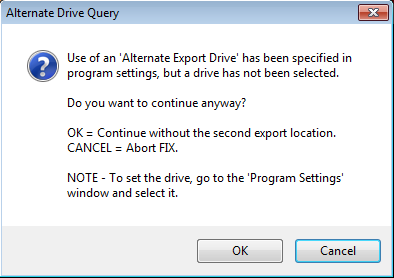 Alternate Drive Query
Use of an 'Alternate Export Drive' has been specified in
program settings, but a drive has not been selected.
Do you want to continue anyway?
OK = Continue without the second export location.
CANCEL = Abort FIX.
NOTE - To set the drive, go to the 'Program Settings'
window and select it.
OK
Cancel